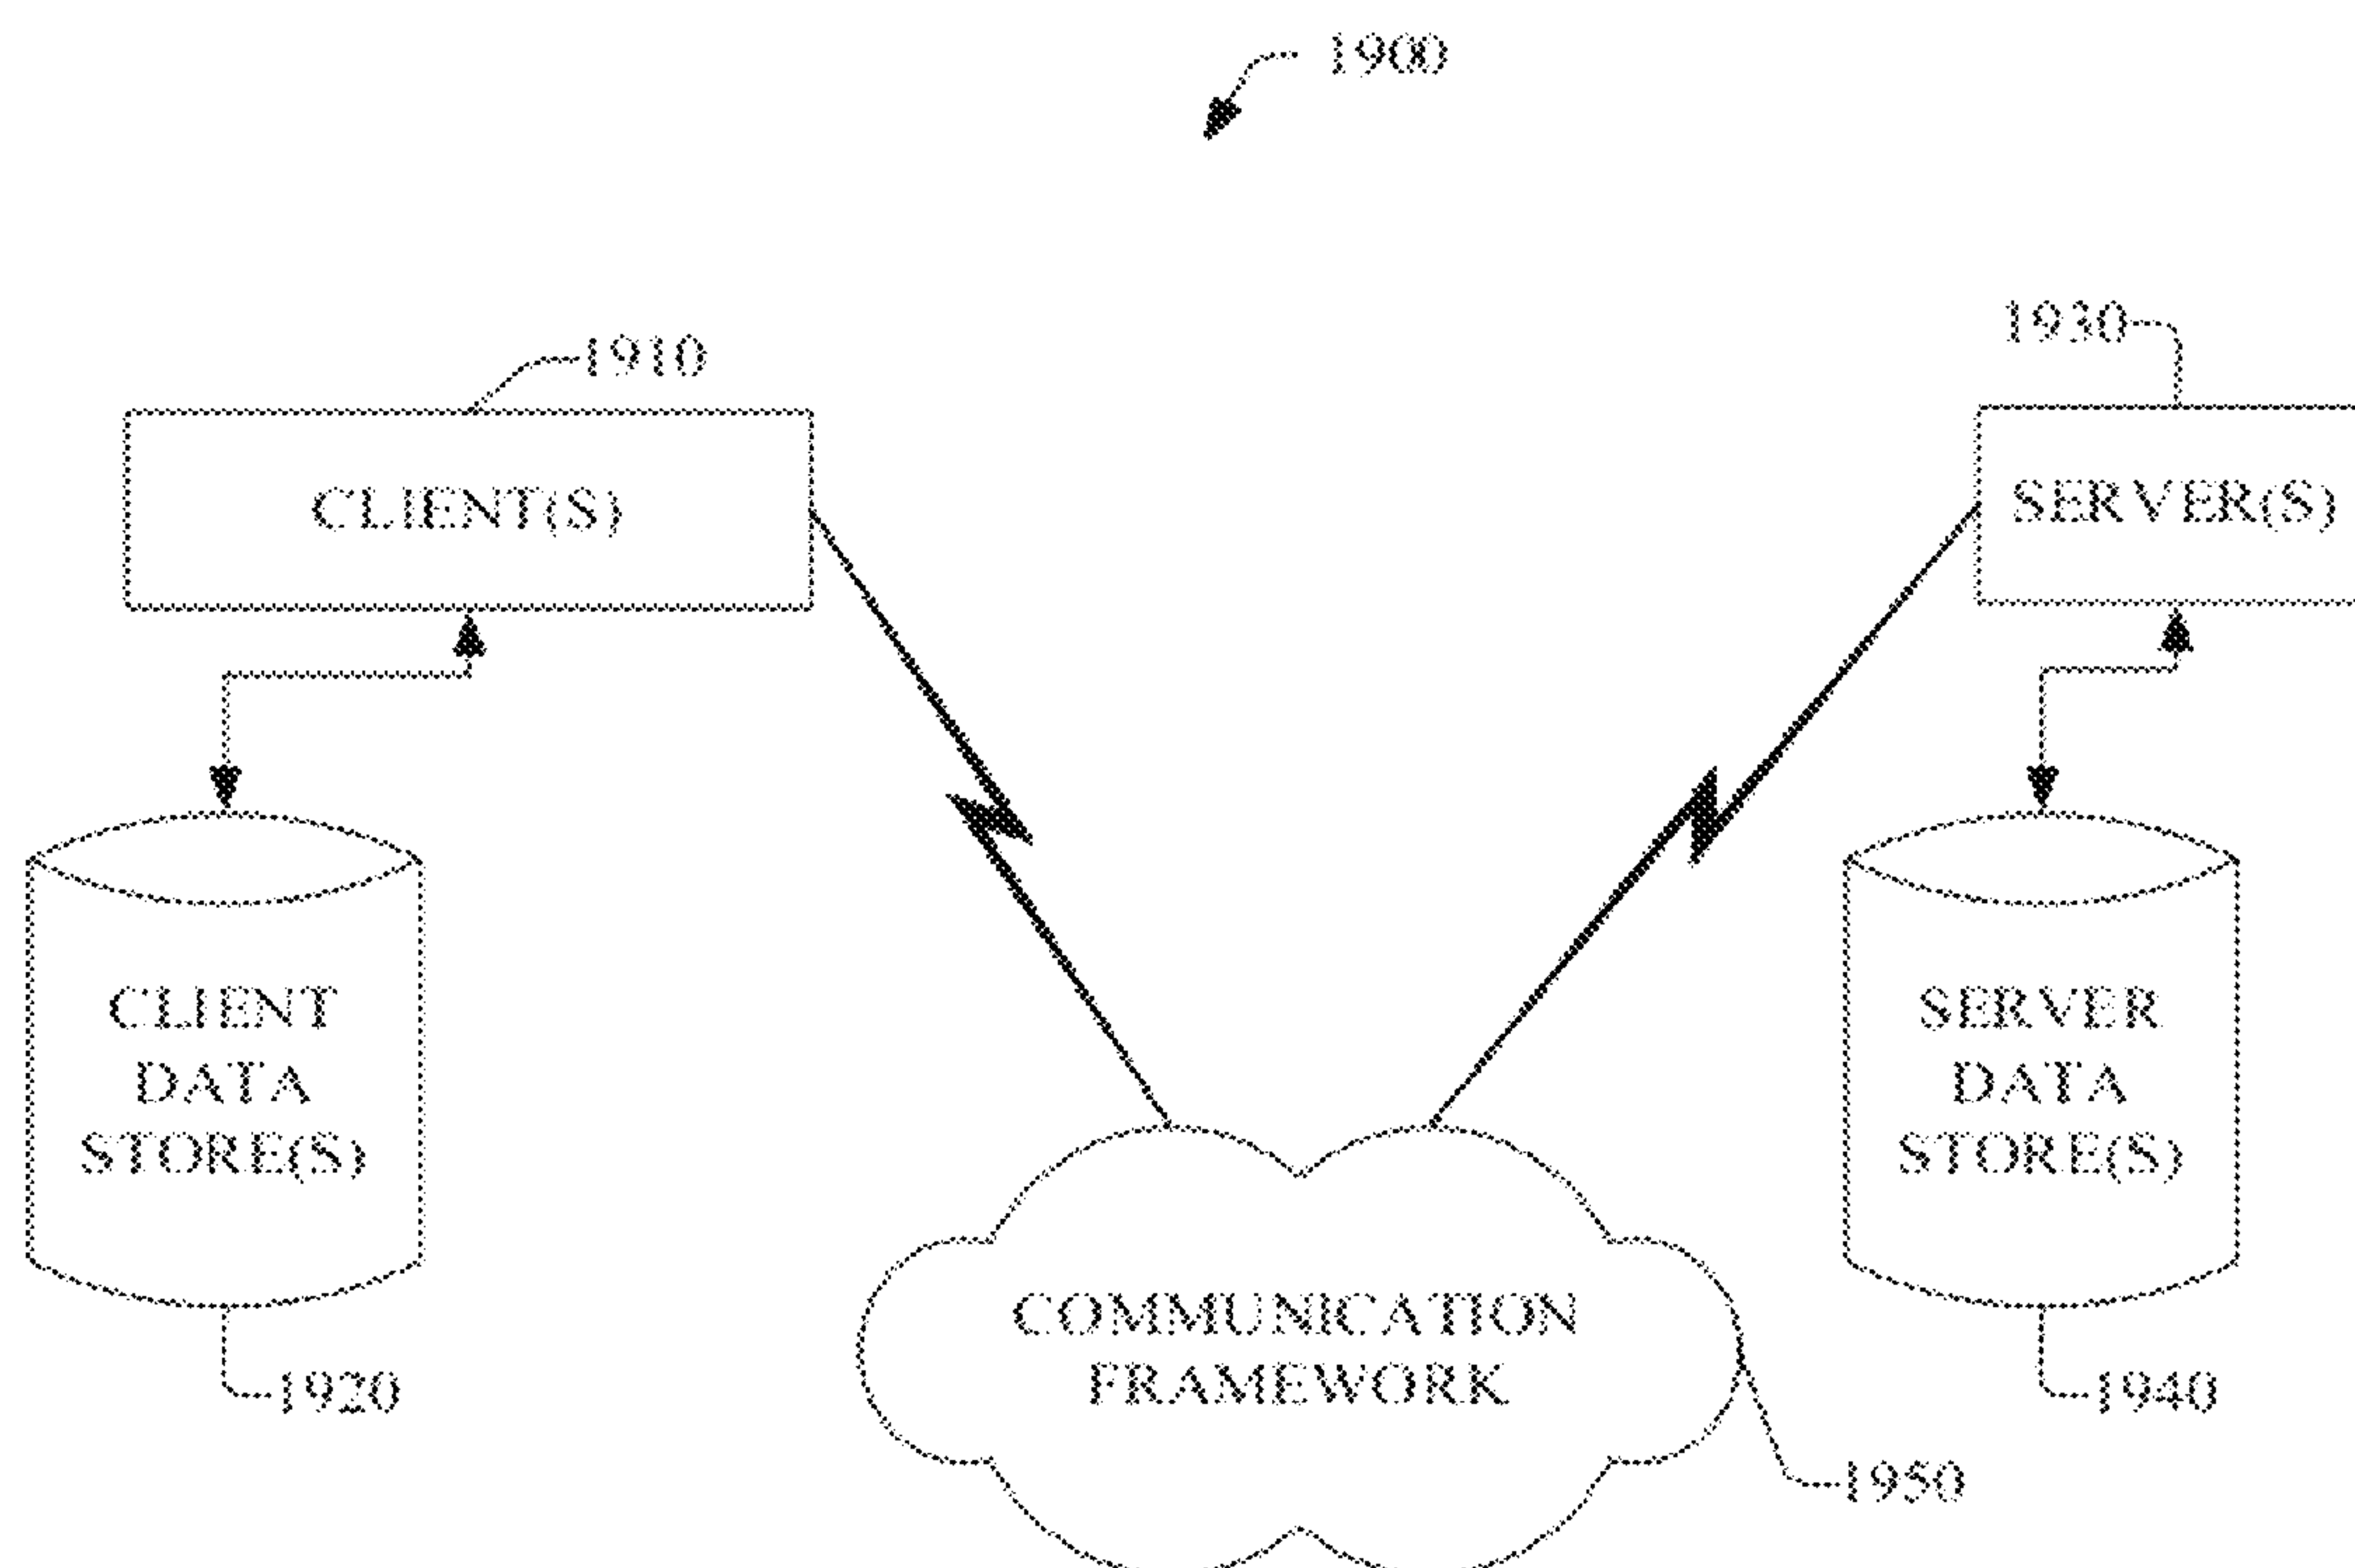 1900
1910
1930
CLIENT(S)
SERVER(S)
CLIENT
DATA
STORE(S)
SERVER
DATA
STORE(S)
COMMUNICATION
FRAMEWORK
1920
1940
1950